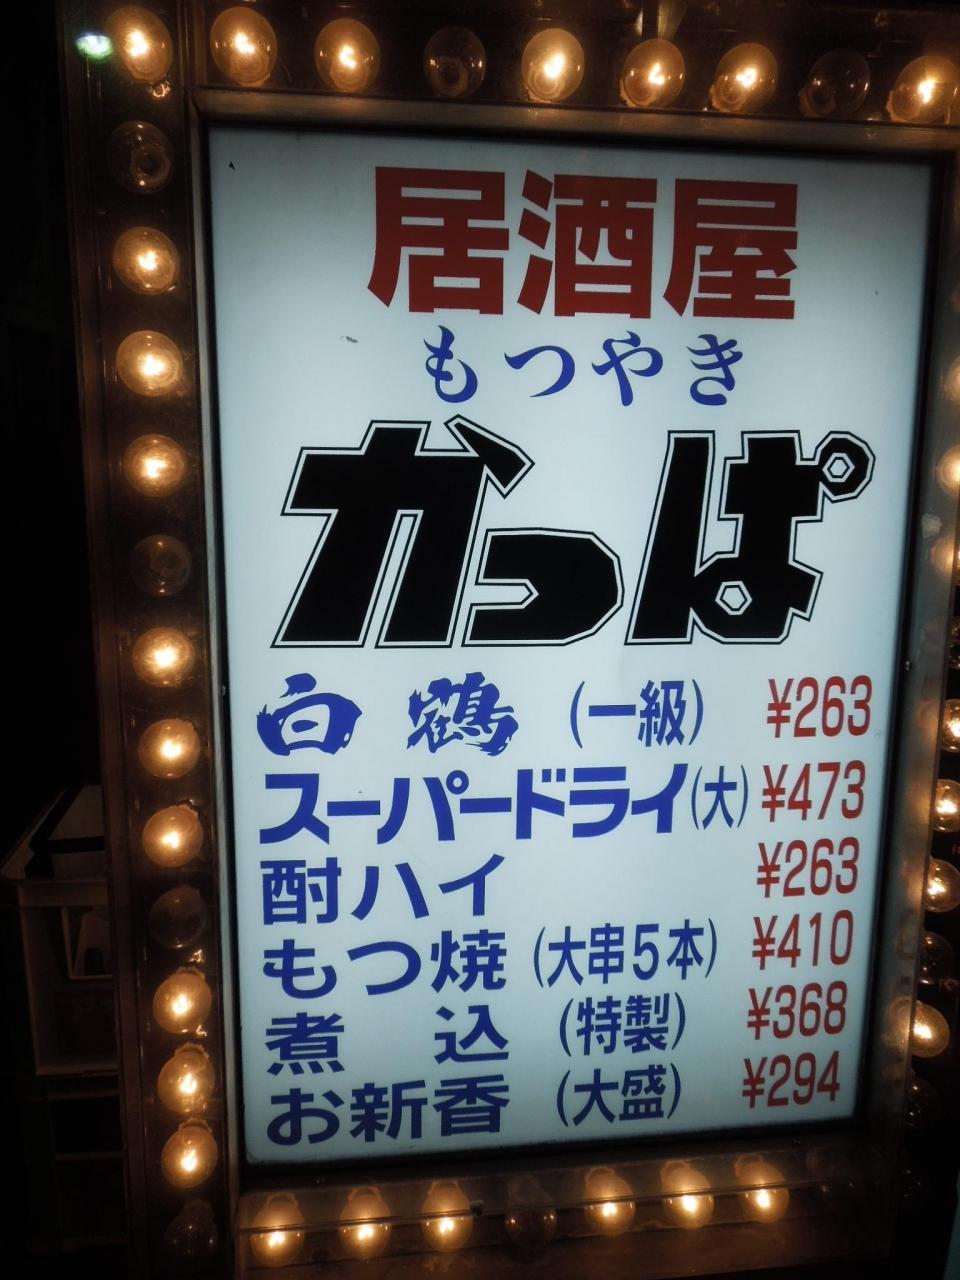 居酒屋
もつやき
かっぱ
白鶴 (一級) ¥263
スーパードライ(大) ¥473
酎ハイ ¥263
もつ焼 (大串5本) ¥410
煮込 (特製) ¥368
お新香 (大盛) ¥294